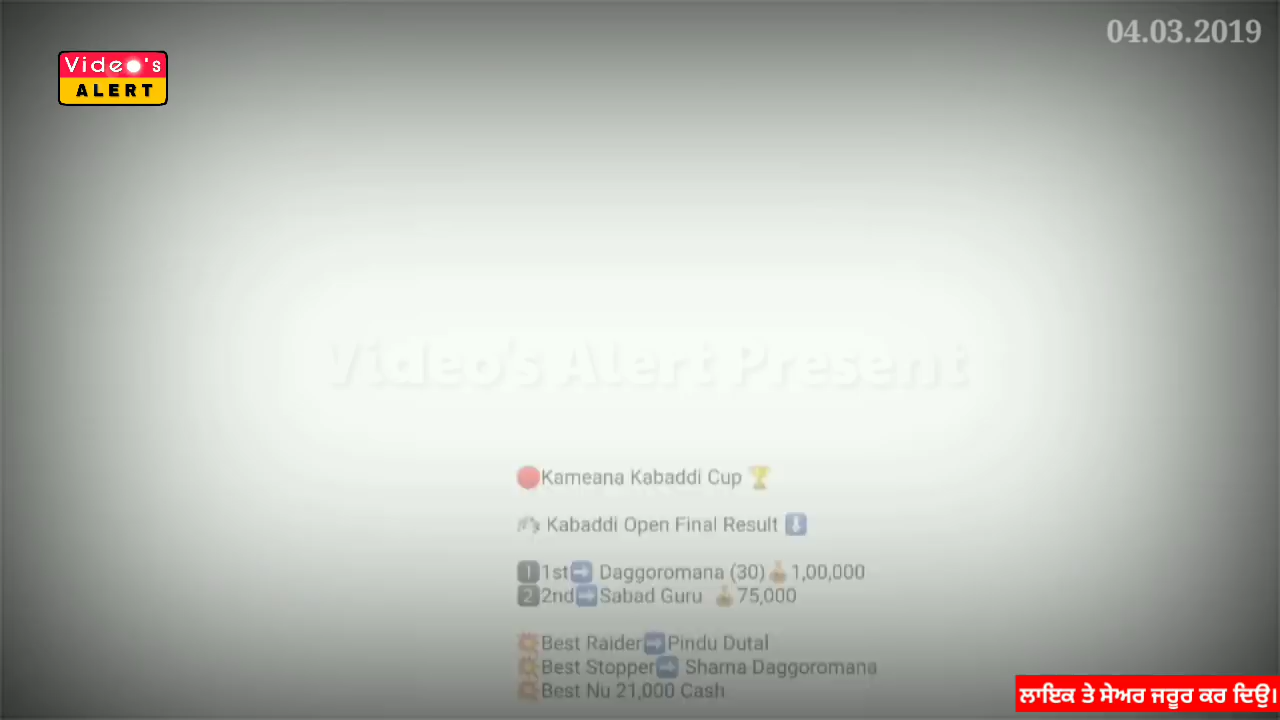 04.03.2019
Video's
ALERT
Video's Alert Present
Kameana Kabaddi Cup 🏆
Kabaddi Open Final Result ⬇️
1 1st➡️ Daggoromana (30) 1,00,000
2 2nd➡️Sabad Guru 75,000
Best Raider➡️Pindu Dutal
Best Stopper➡️ Sharna Daggoromana
Best Nu 21,000 Cash
ਲਾਇਕ ਤੇ ਸੇਅਰ ਜਰੂਰ ਕਰ ਦਿਉ।